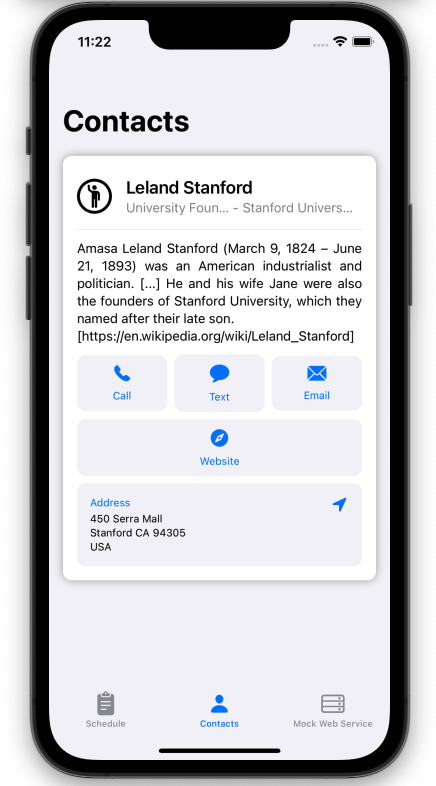 11:22
Contacts
Leland Stanford
University Foun... - Stanford Univers...
Amasa Leland Stanford (March 9, 1824 – June
21, 1893) was an American industrialist and
politician. [...] He and his wife Jane were also
the founders of Stanford University, which they
named after their late son.
[https://en.wikipedia.org/wiki/Leland_Stanford]
Call Text Email
Website
Address
450 Serra Mall
Stanford CA 94305
USA
Schedule Contacts Mock Web Service